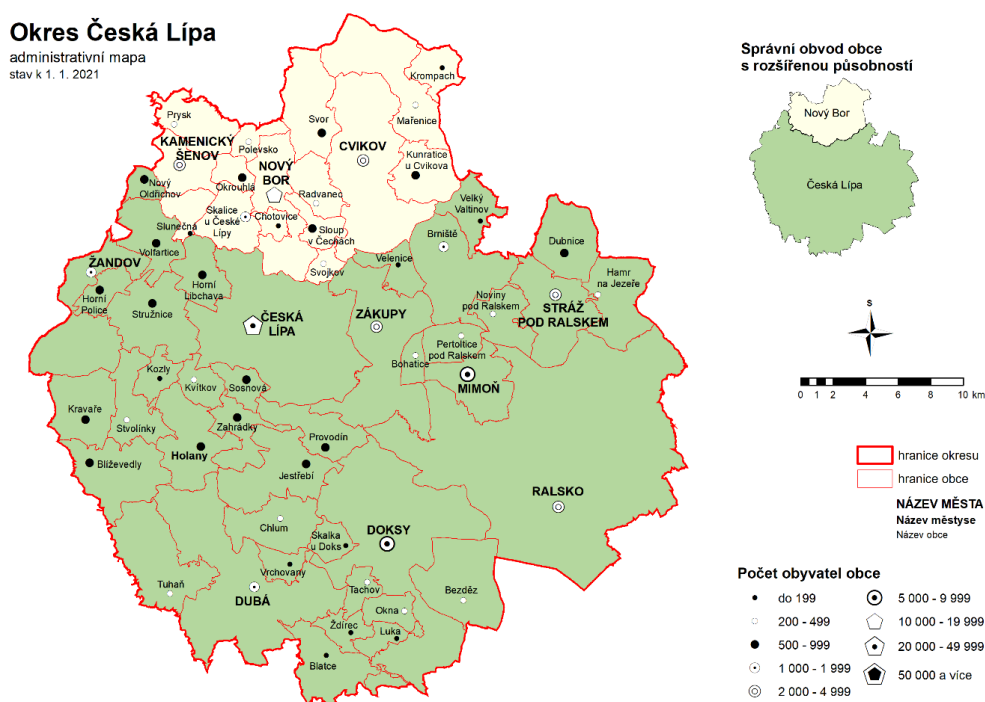 Okres Česká Lípa
administrativní mapa
stav k 1. 1. 2021
Správní obvod obce
s rozšířenou působností
Nový Bor
Česká Lípa
Krompach
Prysk
Mařenice
Svor
KAMENICKÝ
ŠENOV
Polevsko
CVIKOV
NOVÝ
BOR
Kunratice
u Cvikova
Nový
Oldřichov
Okrouhlá
Radvanec
Velký
Valtinov
Skalice
u České
Lípy
Chotovice
Slunečná
Sloup
v Čechách
Brniště
Dubnice
Volfartice
Velenice
ŽANDOV
Svojkov
Hamr
na Jezeře
Horní
Libchava
Horní
Police
Noviny
pod Ralskem
Stružnice
ČESKÁ
LÍPA
ZÁKUPY
STRÁŽ
POD RALSKEM
Pertoltice
pod Ralskem
Bohatice
Kozly
Kvítkov
Sosnová
MIMOŇ
Kravaře
Stvolínky
Zahrádky
Provodín
Holany
Blíževedly
Jestřebí
RALSKO
Chlum
DOKSY
Skalka
u Doks
Vrchovany
Tuhaň
DUBÁ
Tachov
Bezděz
Okna
Ždírec
Luka
Blatce
S
0 1 2 4 6 8 10 km
hranice okresu
hranice obce
NÁZEV MĚSTA
Název městyse
Název obce
Počet obyvatel obce
do 199
200 - 499
500 - 999
1 000 - 1 999
2 000 - 4 999
5 000 - 9 999
10 000 - 19 999
20 000 - 49 999
50 000 a více